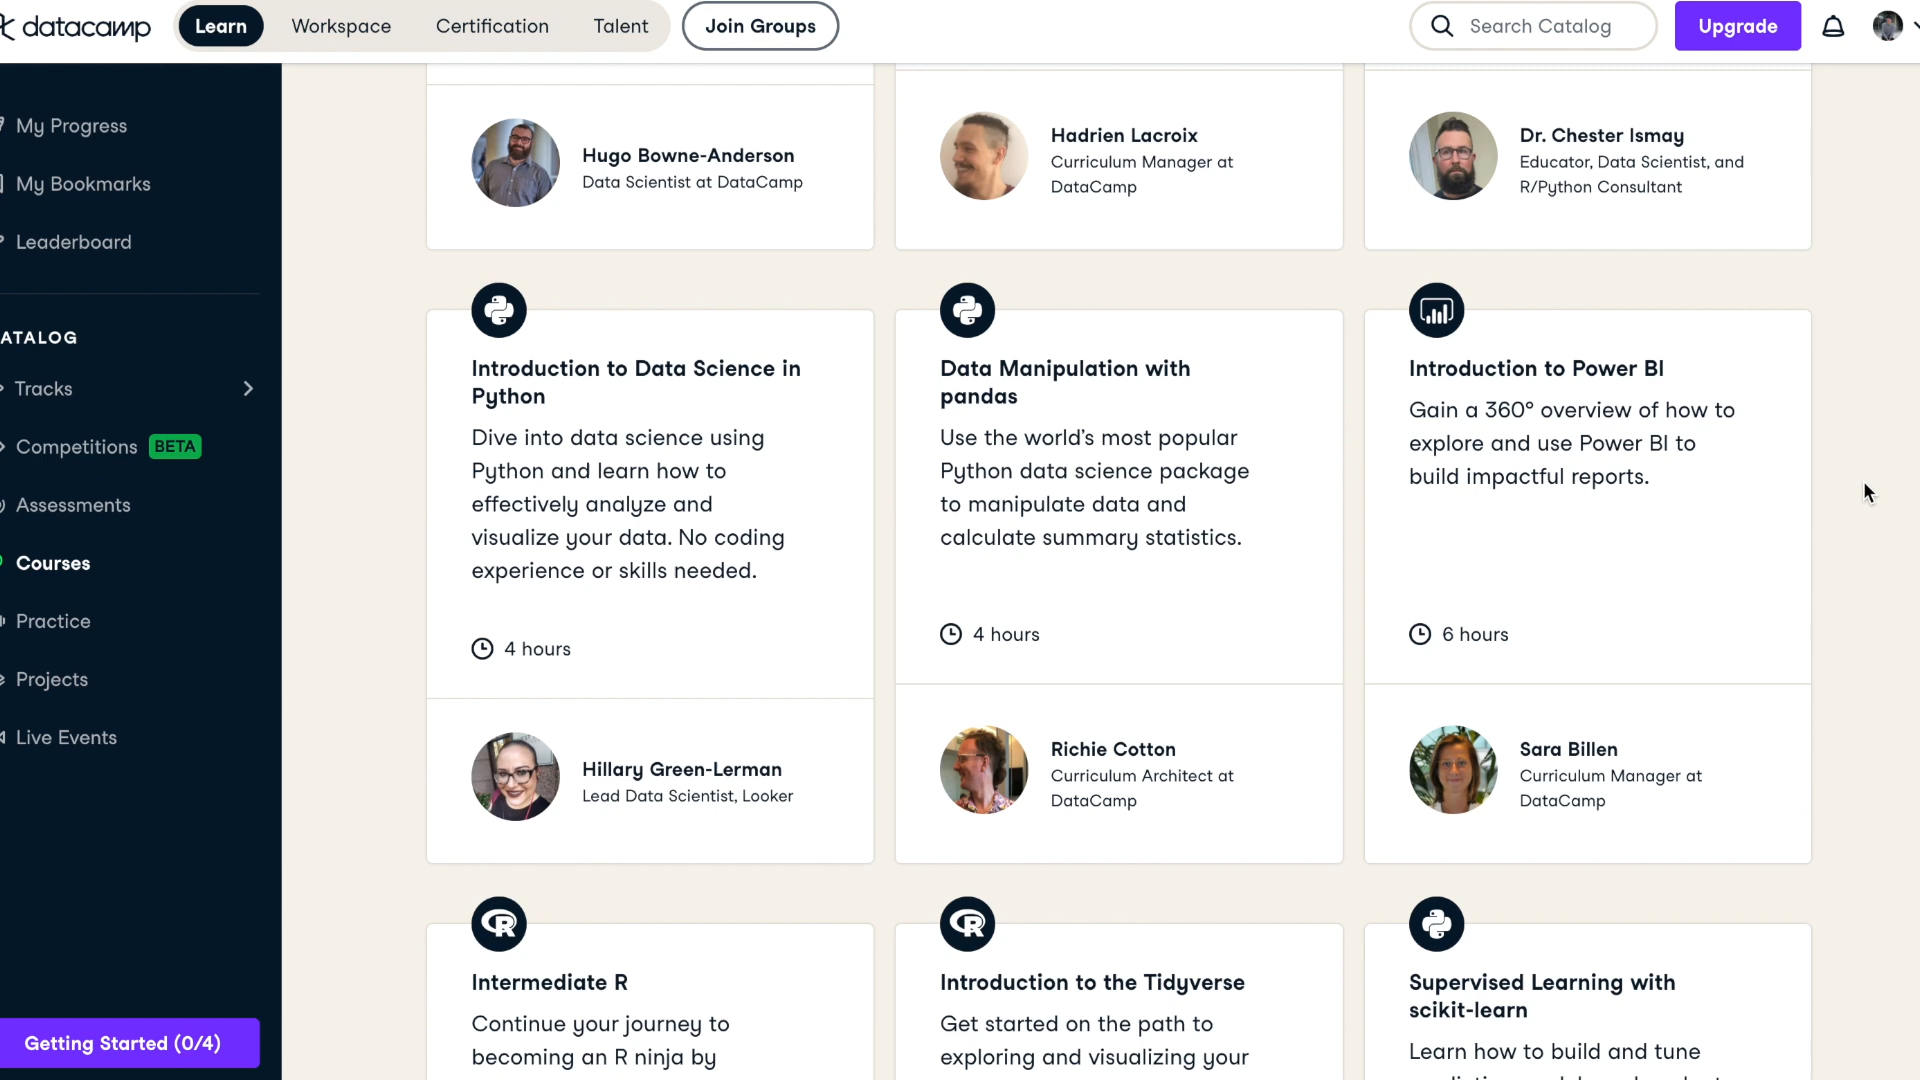 datacamp
Learn
Workspace
Certification
Talent
Join Groups
Search Catalog
Upgrade
My Progress
My Bookmarks
Leaderboard
ATALOG
Tracks
Competitions BETA
Assessments
Courses
Practice
Projects
Live Events
Getting Started (0/4)
Hugo Bowne-Anderson
Data Scientist at DataCamp
Hadrien Lacroix
Curriculum Manager at
DataCamp
Dr. Chester Ismay
Educator, Data Scientist, and
R/Python Consultant
Introduction to Data Science in
Python
Dive into data science using
Python and learn how to
effectively analyze and
visualize your data. No coding
experience or skills needed.
4 hours
Hillary Green-Lerman
Lead Data Scientist, Looker
Data Manipulation with
pandas
Use the world’s most popular
Python data science package
to manipulate data and
calculate summary statistics.
4 hours
Richie Cotton
Curriculum Architect at
DataCamp
Introduction to Power BI
Gain a 360° overview of how to
explore and use Power BI to
build impactful reports.
6 hours
Sara Billen
Curriculum Manager at
DataCamp
R
Intermediate R
Continue your journey to
becoming an R ninja by
R
Introduction to the Tidyverse
Get started on the path to
exploring and visualizing your
Supervised Learning with
scikit-learn
Learn how to build and tune